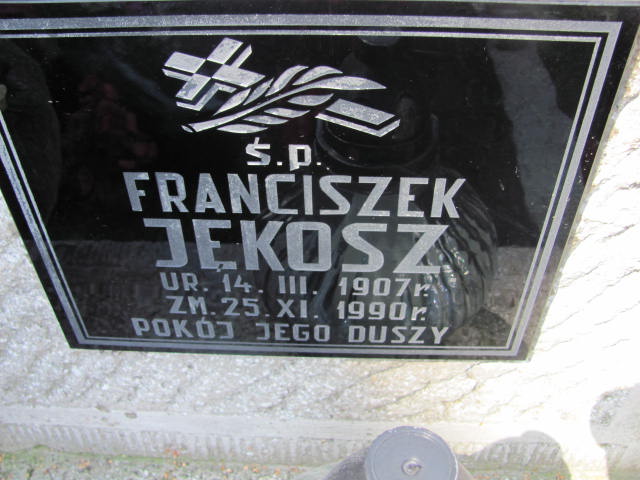 Ś.P.
FRANCISZEK
JĘKOSZ
UR. 14. III. 1907r.
ZM. 25. XI. 1990r.
POKÓJ JEGO DUSZY